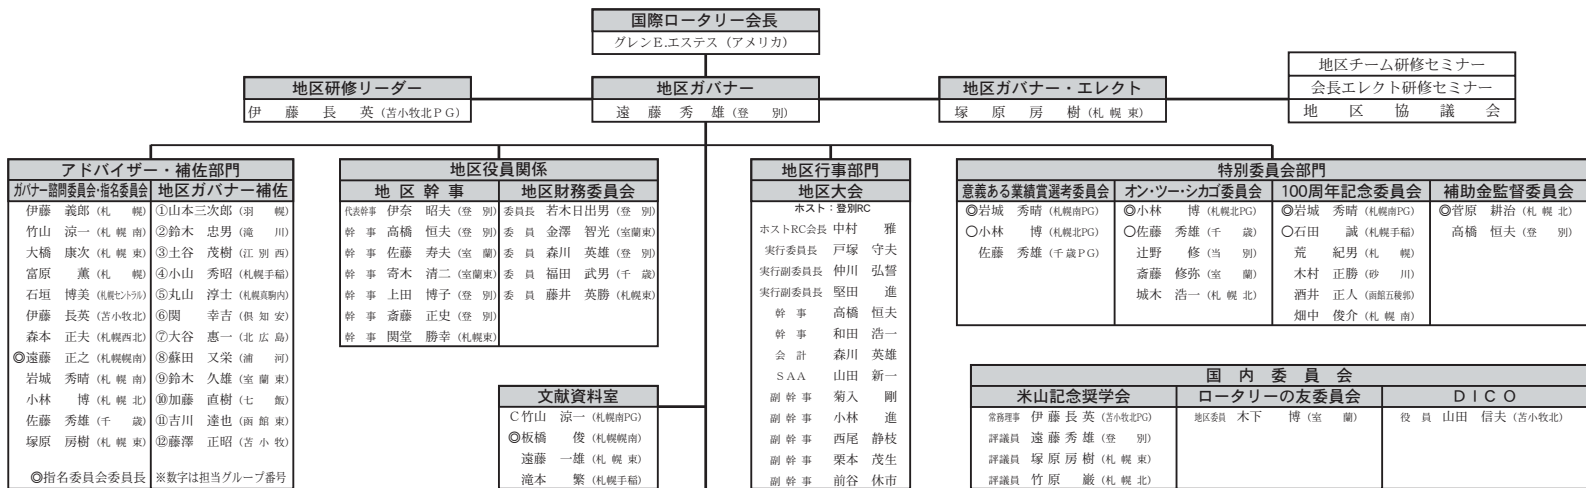 国際ロータリー会長
グレンE.エステス（アメリカ）
地区研修リーダー
伊藤長英（苫小牧北PG）
地区ガバナー
遠藤秀雄（登別）
地区ガバナー・エレクト
塚原房樹（札幌東）
地区チーム研修セミナー
会長エレクト研修セミナー
地区協議会
アドバイザー・補佐部門
ガバナー諮問委員会・指名委員会
伊藤 義郎（札幌）
竹山 涼一（札幌南）
大橋 康次（札幌東）
富原 薫（札幌）
石垣 博美（札幌セントラル）
伊藤 長英（苫小牧北）
森本 正夫（札幌西北）
◎遠藤 正之（札幌幌南）
岩城 秀晴（札幌南）
小林 博（札幌北）
佐藤 秀雄（千歳）
塚原 房樹（札幌東）
◎指名委員会委員長
地区ガバナー補佐
①山本三次郎（羽幌）
②鈴木 忠男（滝川）
③土谷 茂樹（江別西）
④小山 秀昭（札幌手稲）
⑤丸山 淳士（札幌真駒内）
⑥関 幸吉（倶知安）
⑦大谷 恵一（北広島）
⑧蘇田 又栄（浦河）
⑨鈴木 久雄（室蘭東）
⑩加藤 直樹（七飯）
⑪吉川 達也（函館東）
⑫藤澤 正昭（苫小牧）
※数字は担当グループ番号
地区役員関係
地区幹事
代表幹事 伊奈 昭夫（登別）
幹事 高橋 恒夫（登別）
幹事 佐藤 寿夫（室蘭）
幹事 寄木 清二（室蘭東）
幹事 上田 博子（登別）
幹事 斎藤 正史（登別）
幹事 関堂 勝幸（札幌東）
地区財務委員会
委員長 若木日出男（登別）
委員 金澤 智光（室蘭東）
委員 森川 英雄（登別）
委員 福田 武男（千歳）
委員 藤井 英勝（札幌東）
文献資料室
C竹山 涼一（札幌南PG）
◎板橋 俊（札幌幌南）
遠藤 一雄（札幌東）
滝本 繁（札幌手稲）
地区行事部門
地区大会
ホスト：登別RC
ホストRC会長 中村 雅
実行委員長 戸塚 守夫
実行副委員長 仲川 弘誓
実行副委員長 堅田 進
幹事 高橋 恒夫
幹事 和田 浩一
会計 森川 英雄
SAA 山田 新一
副幹事 菊入 剛
副幹事 小林 進
副幹事 西尾 静枝
副幹事 栗本 茂生
副幹事 前谷 休市
特別委員会部門
意義ある業績賞選考委員会
◎岩城 秀晴（札幌南PG）
○小林 博（札幌北PG）
佐藤 秀雄（千歳PG）
オン・ツー・シカゴ委員会
◎小林 博（札幌北PG）
○佐藤 秀雄（千歳）
辻野 修（当別）
斎藤 修弥（室蘭）
城木 浩一（札幌北）
100周年記念委員会
◎岩城 秀晴（札幌南PG）
○石田 誠（札幌手稲）
荒 紀男（札幌）
木村 正勝（砂川）
酒井 正人（函館五稜郭）
畑中 俊介（札幌南）
補助金監督委員会
◎菅原 耕治（札幌北）
高橋 恒夫（登別）
国内委員会
米山記念奨学会
常務理事 伊藤長英（苫小牧北PG）
評議員 遠藤秀雄（登別）
評議員 塚原房樹（札幌東）
評議員 竹原 巌（札幌北）
ロータリーの友委員会
地区委員 木下 博（室蘭）
DICO
役員 山田 信夫（苫小牧北）